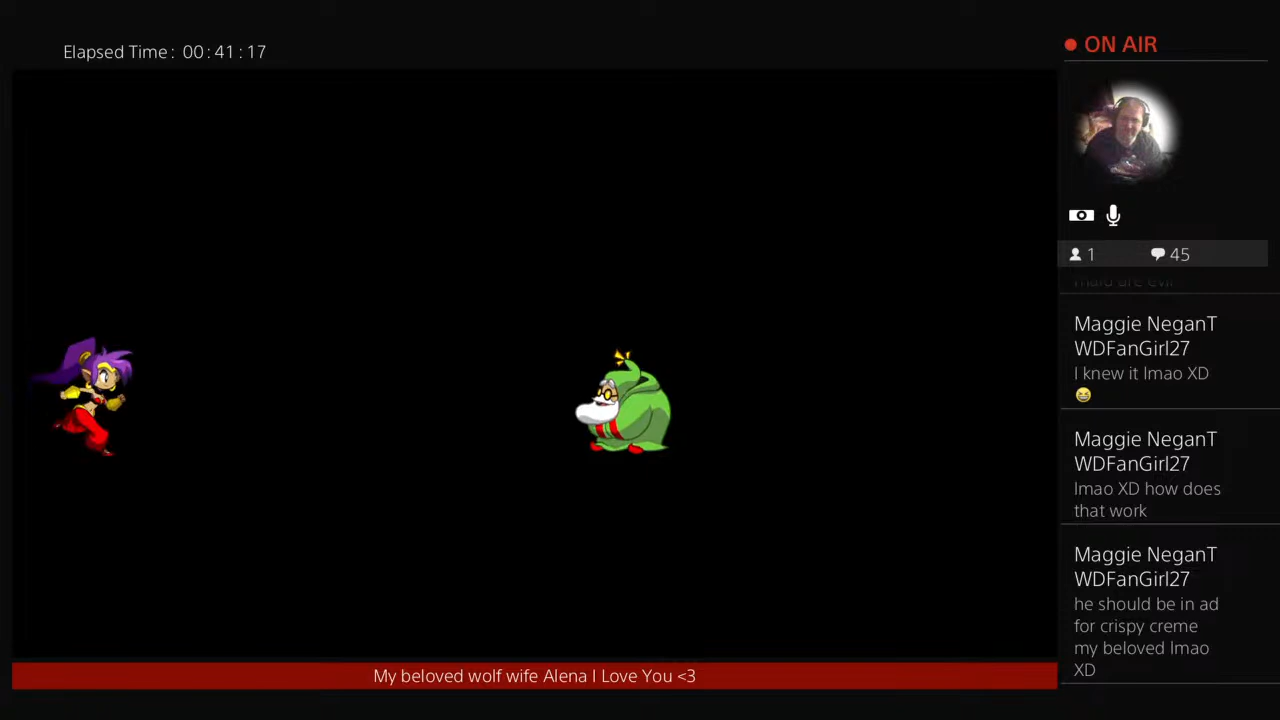 Elapsed Time: 00:41:17
ON AIR
1 45
Maggie NeganT
WDFanGirl27
I knew it lmao XD
😆
Maggie NeganT
WDFanGirl27
lmao XD how does
that work
Maggie NeganT
WDFanGirl27
he should be in ad
for crispy creme
my beloved lmao
XD
My beloved wolf wife Alena I Love You <3